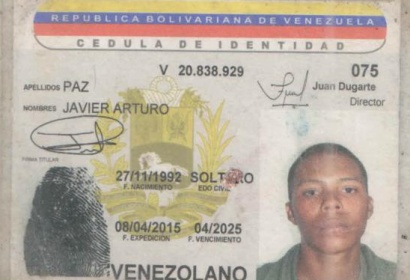 REPUBLICA BOLIVARIANA DE VENEZUELA
CEDULA DE IDENTIDAD
V 20.838.929 075
Juan Dugarte
Director
APELLIDOS PAZ
NOMBRES JAVIER ARTURO
FIRMA TITULAR
27/11/1992 SOLTERO
F. NACIMIENTO EDO CIVIL
08/04/2015 04/2025
F. EXPEDICION F. VENCIMIENTO
VENEZOLANO